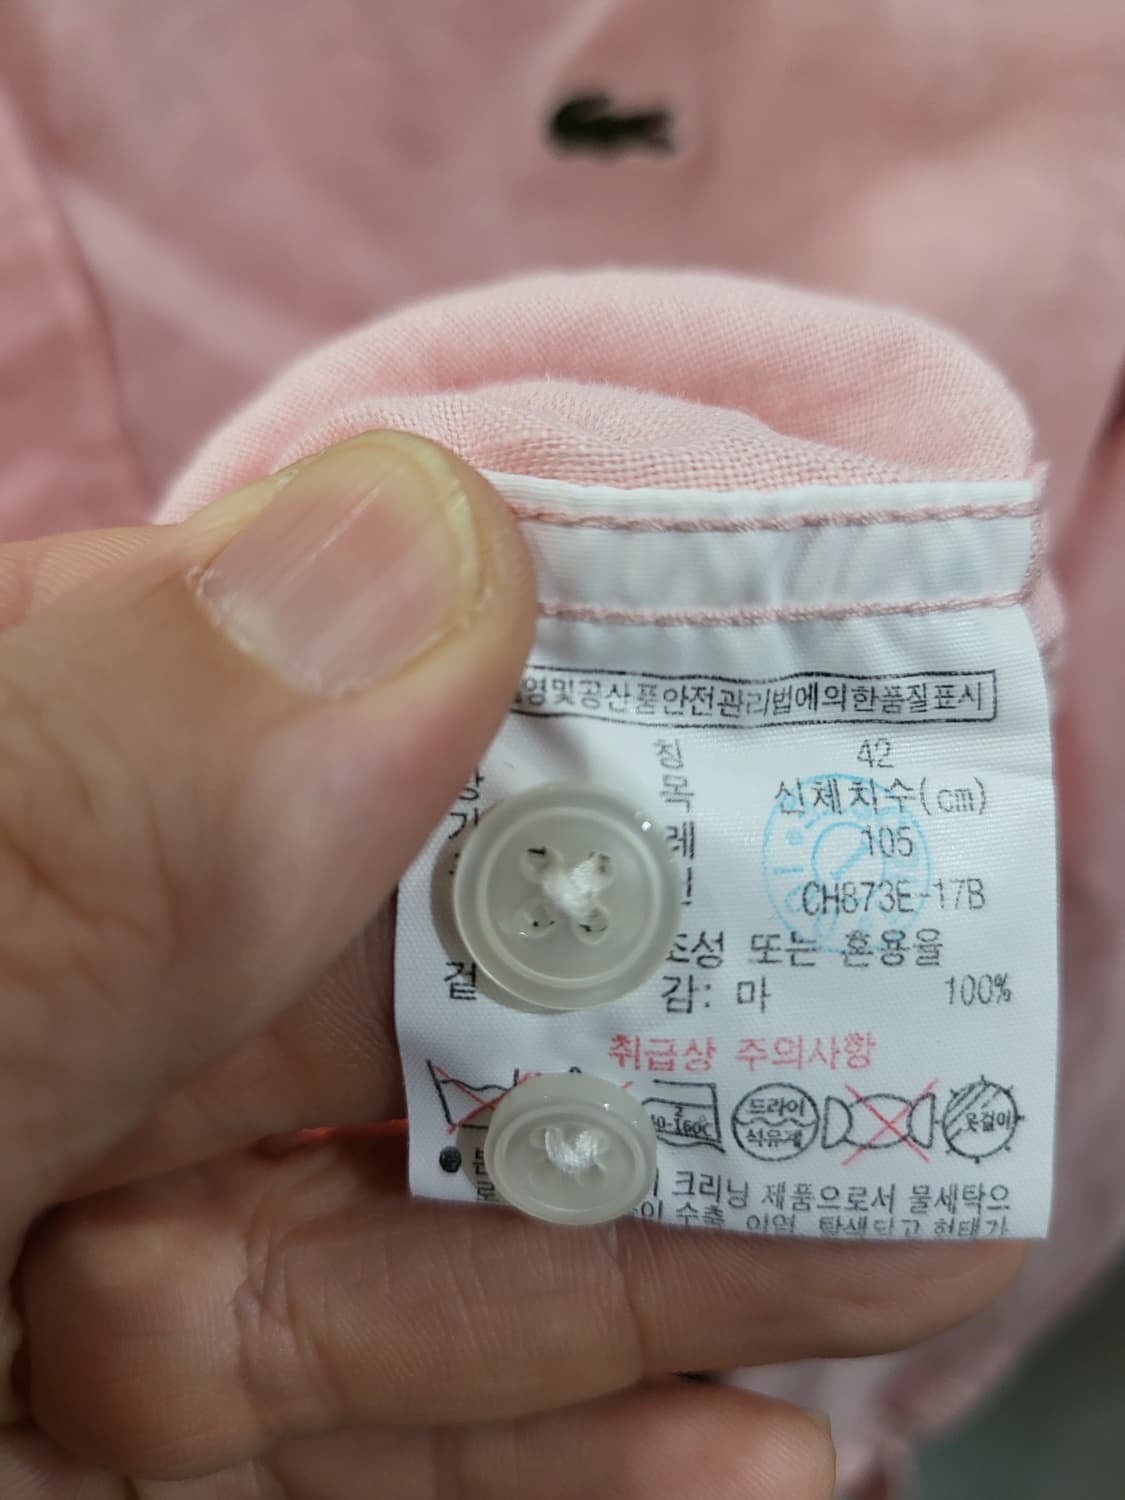 영및공산품안전관리법에의한품질표시
칭 42
신체치수(cm)
레 105
CH873E-17B
조성 또는 혼용율
겉 감: 마 100%
취급상 주의사항
드라이
석유계
옷걸이
크리닝 제품으로서 물세탁으
수축, 이염, 탈색되고 형태가